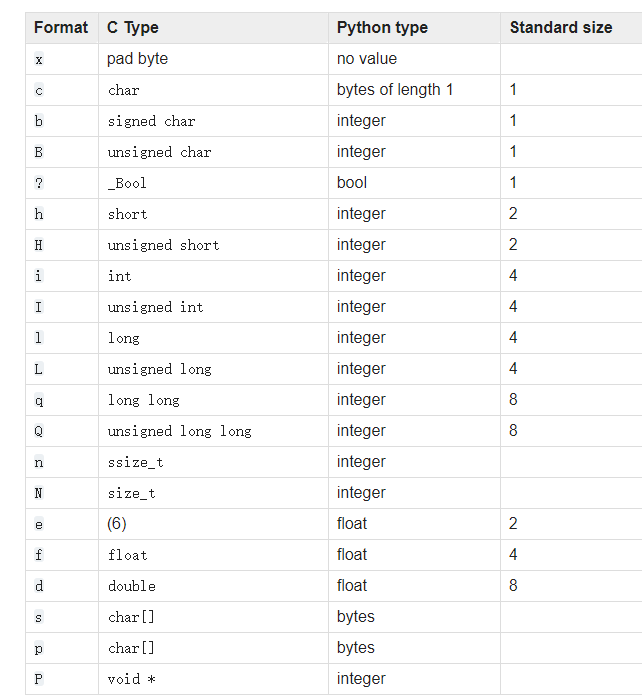 Format C Type Python type Standard size
x pad byte no value
c char bytes of length 1 1
b signed char integer 1
B unsigned char integer 1
? _Bool bool 1
h short integer 2
H unsigned short integer 2
i int integer 4
I unsigned int integer 4
l long integer 4
L unsigned long integer 4
q long long integer 8
Q unsigned long long integer 8
n ssize_t integer
N size_t integer
e (6) float 2
f float float 4
d double float 8
s char[] bytes
p char[] bytes
P void * integer